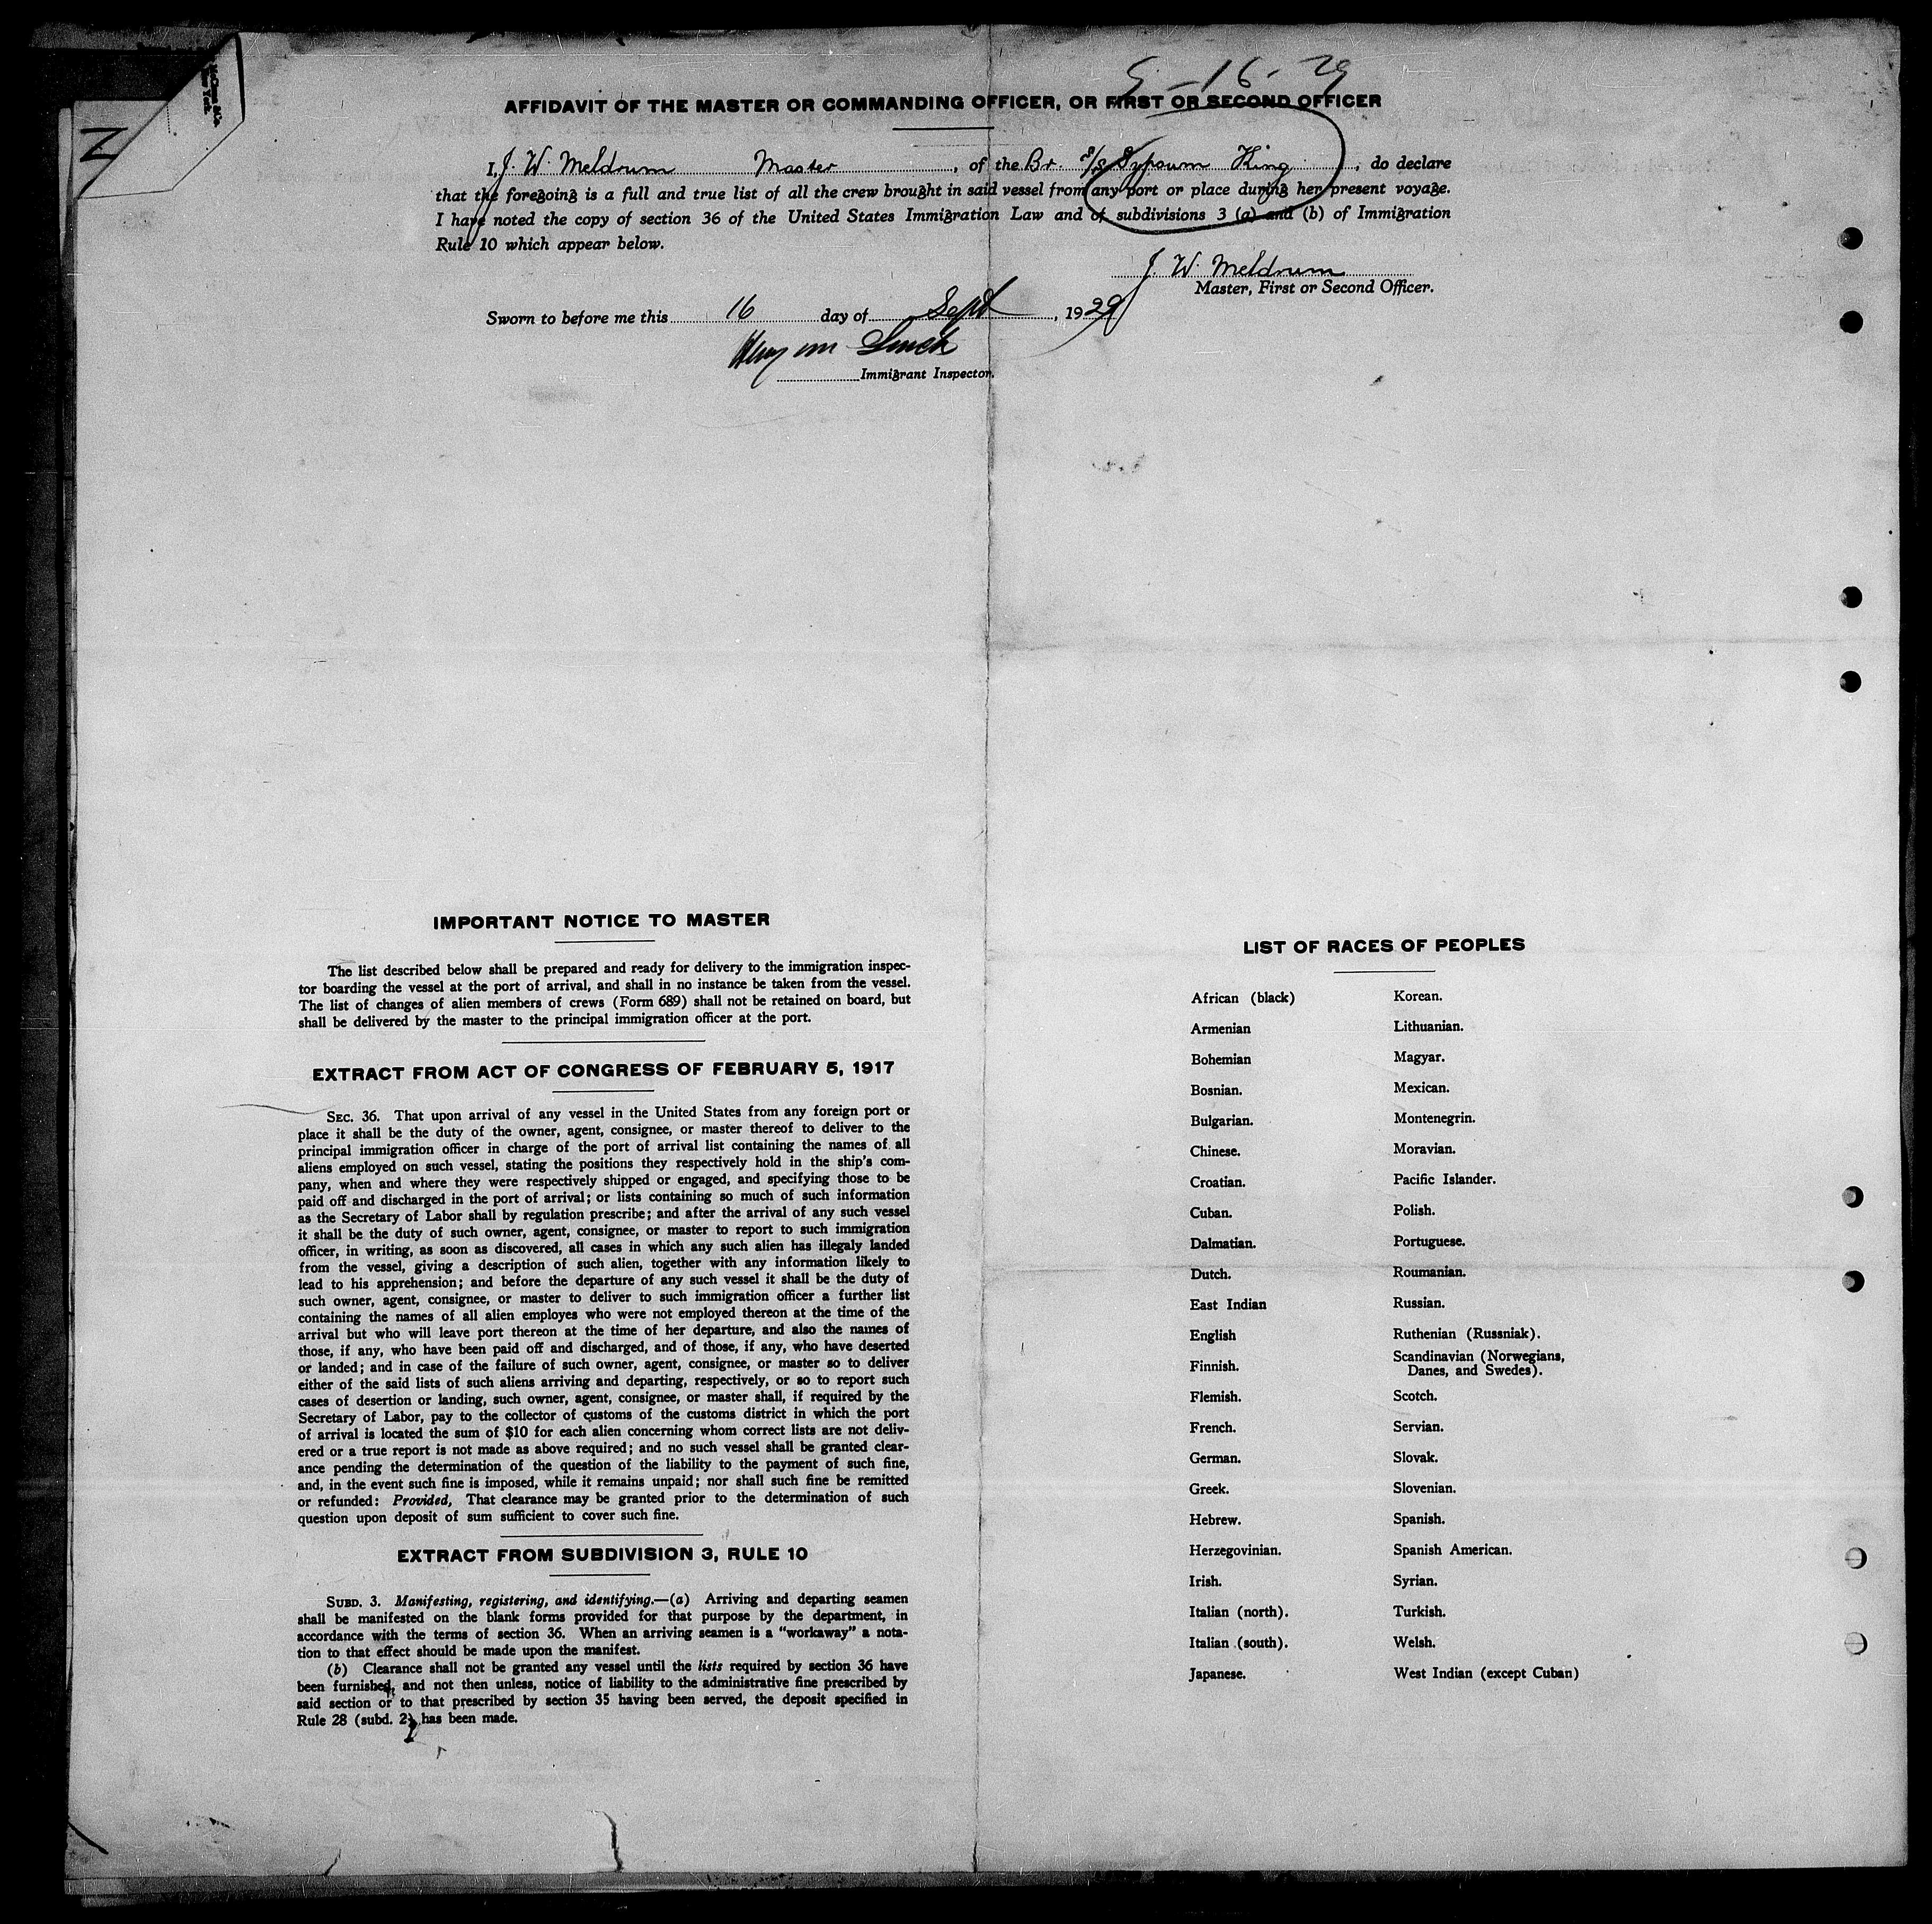 - 16 - 29
AFFIDAVIT OF THE MASTER OR COMMANDING OFFICER, OR FIRST OR SECOND OFFICER
I, J. W. Meldrum Master, of the Br. S/S Gypsum King, do declare
that the foregoing is a full and true list of all the crew brought in said vessel from any port or place during her present voyage.
I have noted the copy of section 36 of the United States Immigration Law and of subdivisions 3 (a) and (b) of Immigration
Rule 10 which appear below.
J. W. Meldrum
Master, First or Second Officer.
Sworn to before me this 16 day of Sept, 1929
Immigrant Inspector.
IMPORTANT NOTICE TO MASTER
The list described below shall be prepared and ready for delivery to the immigration inspec-
tor boarding the vessel at the port of arrival, and shall in no instance be taken from the vessel.
The list of changes of alien members of crews (Form 689) shall not be retained on board, but
shall be delivered by the master to the principal immigration officer at the port.
EXTRACT FROM ACT OF CONGRESS OF FEBRUARY 5, 1917
SEC. 36. That upon arrival of any vessel in the United States from any foreign port or
place it shall be the duty of the owner, agent, consignee, or master thereof to deliver to the
principal immigration officer in charge of the port of arrival list containing the names of all
aliens employed on such vessel, stating the positions they respectively hold in the ship's com-
pany, when and where they were respectively shipped or engaged, and specifying those to be
paid off and discharged in the port of arrival; or lists containing so much of such information
as the Secretary of Labor shall by regulation prescribe; and after the arrival of any such vessel
it shall be the duty of such owner, agent, consignee, or master to report to such immigration
officer, in writing, as soon as discovered, all cases in which any such alien has illegaly landed
from the vessel, giving a description of such alien, together with any information likely to
lead to his apprehension; and before the departure of any such vessel it shall be the duty of
such owner, agent, consignee, or master to deliver to such immigration officer a further list
containing the names of all alien employes who were not employed thereon at the time of the
arrival but who will leave port thereon at the time of her departure, and also the names of
those, if any, who have been paid off and discharged, and of those, if any, who have deserted
or landed; and in case of the failure of such owner, agent, consignee, or master so to deliver
either of the said lists of such aliens arriving and departing, respectively, or so to report such
cases of desertion or landing, such owner, agent, consignee, or master shall, if required by the
Secretary of Labor, pay to the collector of customs of the customs district in which the port
of arrival is located the sum of $10 for each alien concerning whom correct lists are not deliv-
ered or a true report is not made as above required; and no such vessel shall be granted clear-
ance pending the determination of the question of the liability to the payment of such fine,
and, in the event such fine is imposed, while it remains unpaid; nor shall such fine be remitted
or refunded: Provided, That clearance may be granted prior to the determination of such
question upon deposit of sum sufficient to cover such fine.
EXTRACT FROM SUBDIVISION 3, RULE 10
SUBD. 3. Manifesting, registering, and identifying.—(a) Arriving and departing seamen
shall be manifested on the blank forms provided for that purpose by the department, in
accordance with the terms of section 36. When an arriving seamen is a "workaway" a nota-
tion to that effect should be made upon the manifest.
(b) Clearance shall not be granted any vessel until the lists required by section 36 have
been furnished, and not then unless, notice of liability to the administrative fine prescribed by
said section or to that prescribed by section 35 having been served, the deposit specified in
Rule 28 (subd. 2) has been made.
LIST OF RACES OF PEOPLES
African (black)
Armenian
Bohemian
Bosnian.
Bulgarian.
Chinese.
Croatian.
Cuban.
Dalmatian.
Dutch.
East Indian
English
Finnish.
Flemish.
French.
German.
Greek.
Hebrew.
Herzegovinian.
Irish.
Italian (north).
Italian (south).
Japanese.
Korean.
Lithuanian.
Magyar.
Mexican.
Montenegrin.
Moravian.
Pacific Islander.
Polish.
Portuguese.
Roumanian.
Russian.
Ruthenian (Russniak).
Scandinavian (Norwegians,
Danes, and Swedes).
Scotch.
Servian.
Slovak.
Slovenian.
Spanish.
Spanish American.
Syrian.
Turkish.
Welsh.
West Indian (except Cuban)